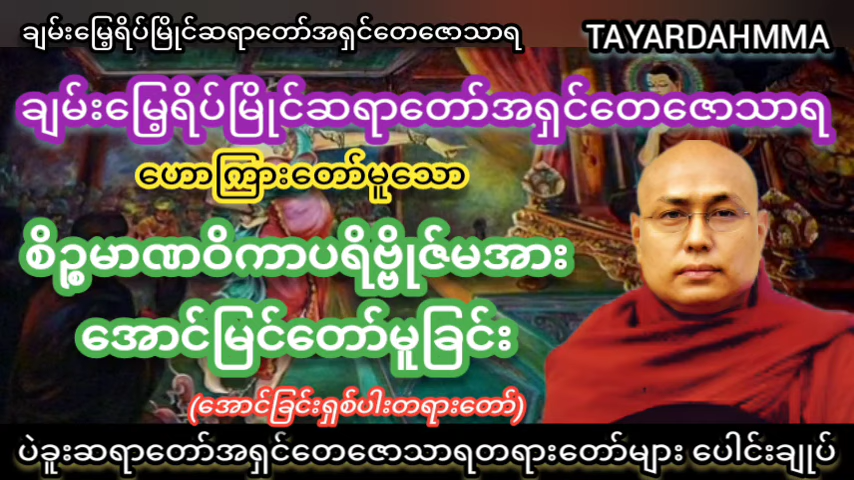 ချမ်းမြေ့ရိပ်မြိုင်ဆရာတော်အရှင်တေဇောသာရ
TAYARDAHMMA
ချမ်းမြေ့ရိပ်မြိုင်ဆရာတော်အရှင်တေဇောသာရ
ဟောကြားတော်မူသော
စိဥ္စမာဏဝိကာပရိဗ္ဗိုဇ်မအား
အောင်မြင်တော်မူခြင်း
(အောင်ခြင်းရှစ်ပါးတရားတော်)
ပဲခူးဆရာတော်အရှင်တေဇောသာရတရားတော်များ ပေါင်းချုပ်